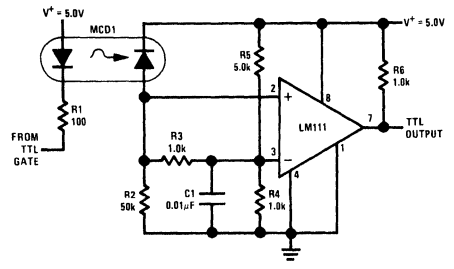 V+ = 5.0V
MCD1
V+ = 5.0V
R5
5.0k
R6
1.0k
R1
100
2
+
8
LM111
7
TTL
OUTPUT
FROM
TTL
GATE
R3
1.0k
3
−
4
1
R2
50k
C1
0.01μF
R4
1.0k